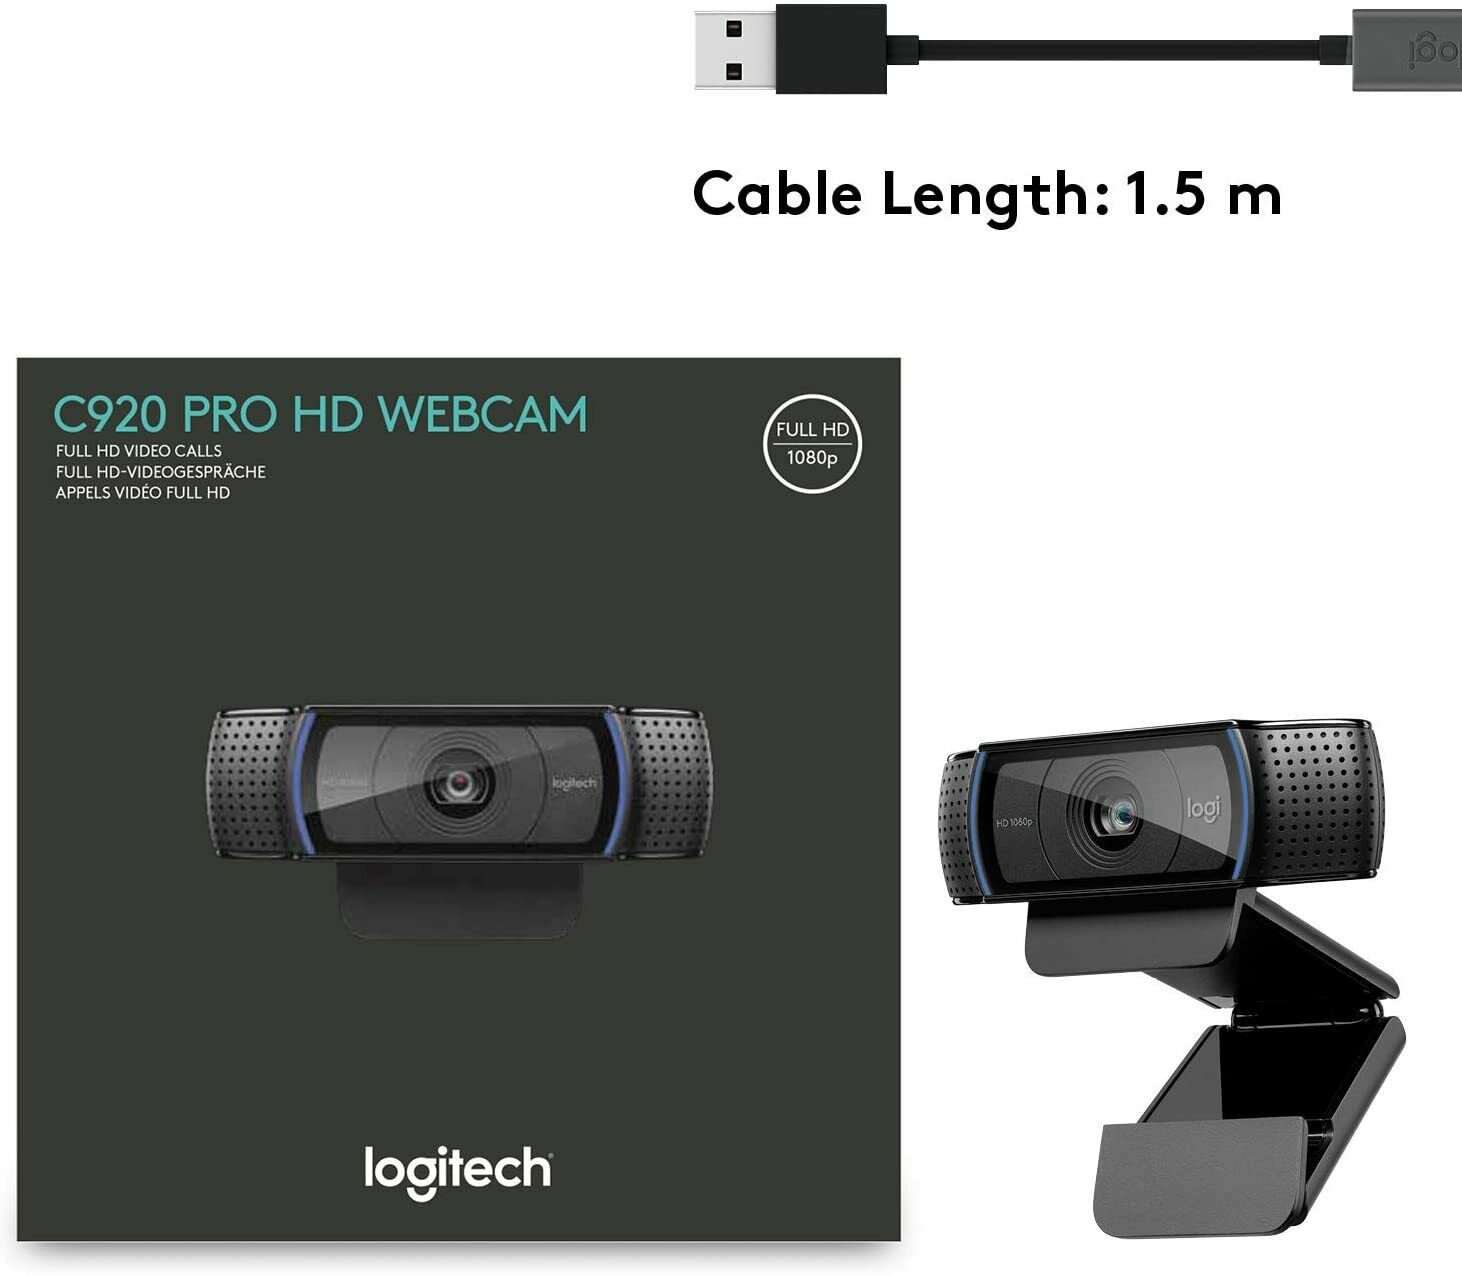 logi
Cable Length: 1.5 m
C920 PRO HD WEBCAM
FULL HD VIDEO CALLS
FULL HD-VIDEOGESPRÄCHE
APPELS VIDÉO FULL HD
FULL HD
1080p
logitech
HD 1080p
logi
logitech